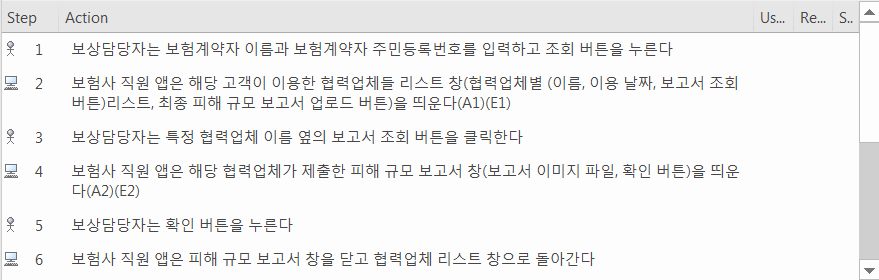 Step Action Us... Re... S..
1 보상담당자는 보험계약자 이름과 보험계약자 주민등록번호를 입력하고 조회 버튼을 누른다
2 보험사 직원 앱은 해당 고객이 이용한 협력업체들 리스트 창(협력업체별 (이름, 이용 날짜, 보고서 조회
버튼)리스트, 최종 피해 규모 보고서 업로드 버튼)을 띄운다(A1)(E1)
3 보상담당자는 특정 협력업체 이름 옆의 보고서 조회 버튼을 클릭한다
4 보험사 직원 앱은 해당 협력업체가 제출한 피해 규모 보고서 창(보고서 이미지 파일, 확인 버튼)을 띄운
다(A2)(E2)
5 보상담당자는 확인 버튼을 누른다
6 보험사 직원 앱은 피해 규모 보고서 창을 닫고 협력업체 리스트 창으로 돌아간다